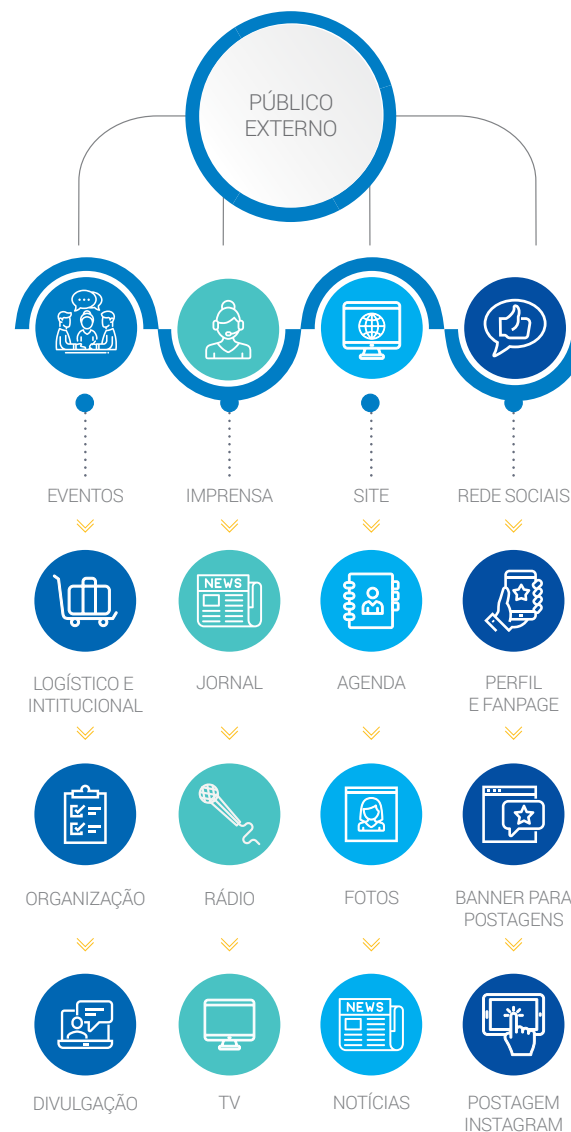 PÚBLICO
EXTERNO
EVENTOS
IMPRENSA
SITE
REDE SOCIAIS
NEWS
LOGÍSTICO E
INTITUCIONAL
JORNAL
AGENDA
PERFIL
E FANPAGE
ORGANIZAÇÃO
RÁDIO
FOTOS
BANNER PARA
POSTAGENS
NEWS
DIVULGAÇÃO
TV
NOTÍCIAS
POSTAGEM
INSTAGRAM